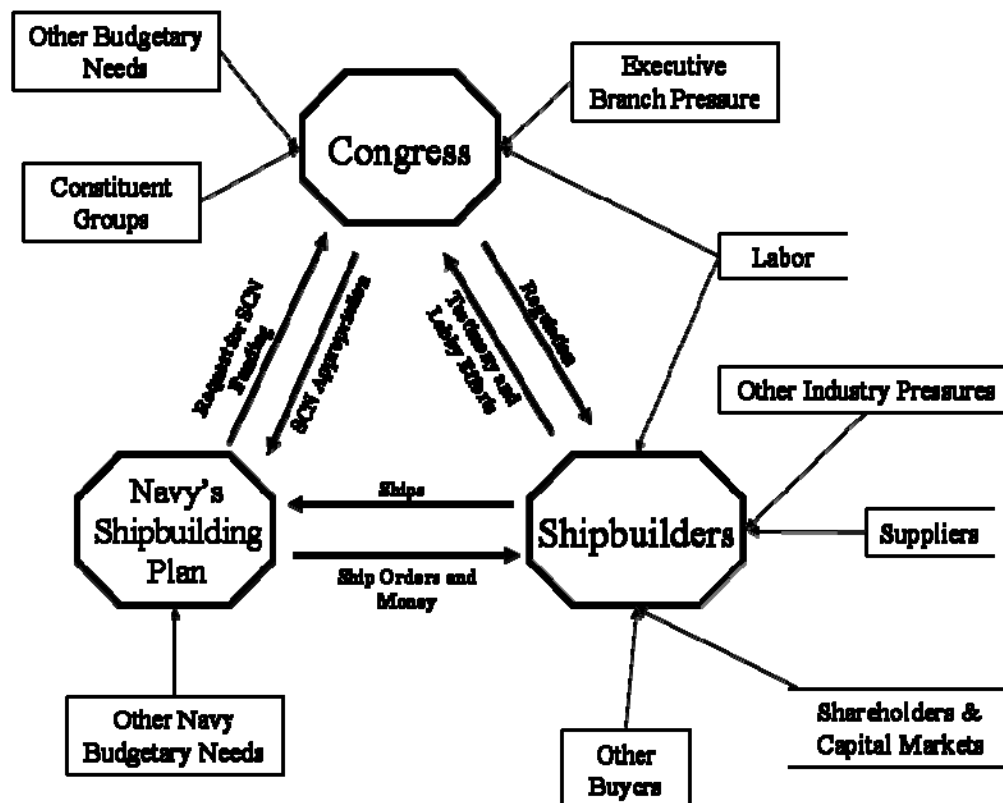 Other Budgetary
Needs
Executive
Branch Pressure
Congress
Constituent
Groups
Labor
Request for SCN
Funding
SCN Appropriation
Testimony and
Lobby Efforts
Regulation
Other Industry Pressures
Navy's
Shipbuilding
Plan
Ships
Ship Orders and
Money
Shipbuilders
Suppliers
Other Navy
Budgetary Needs
Other
Buyers
Shareholders &
Capital Markets